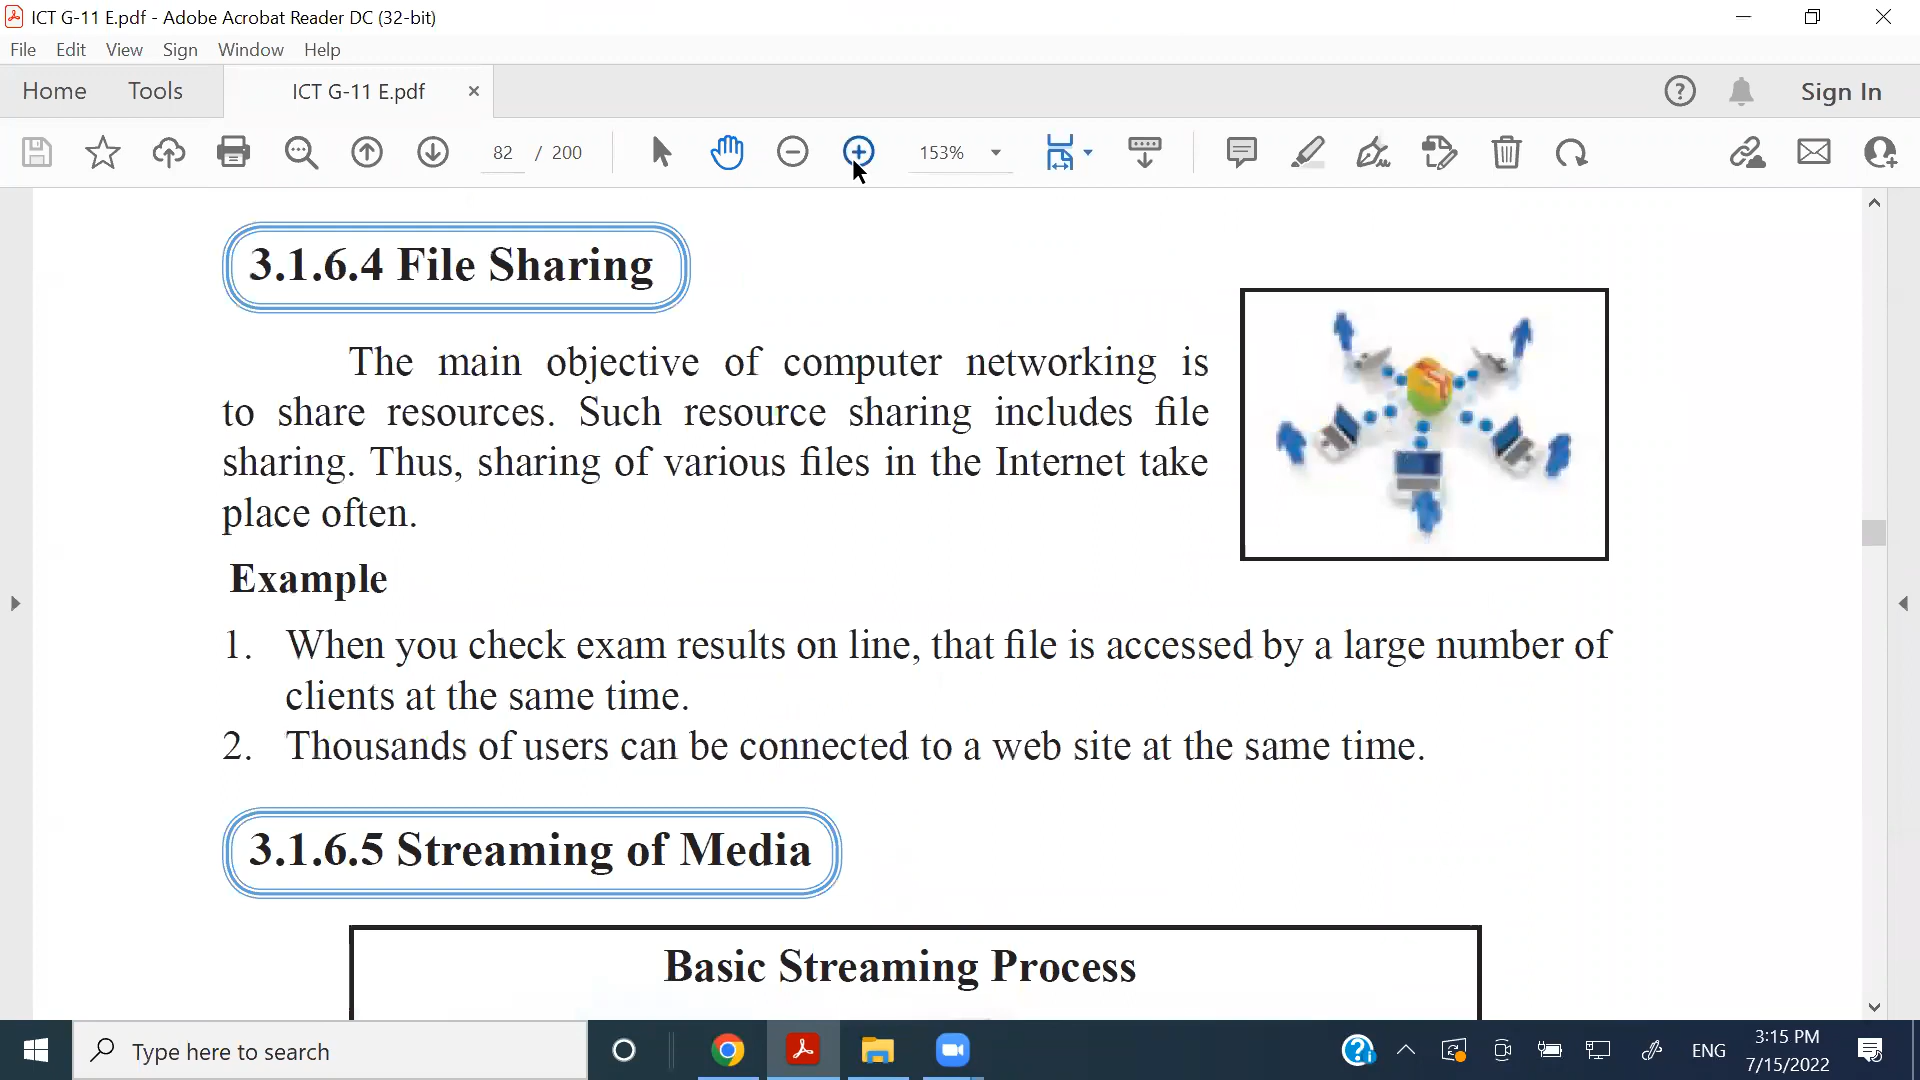 ICT G-11 E.pdf - Adobe Acrobat Reader DC (32-bit)
File Edit View Sign Window Help
Home Tools ICT G-11 E.pdf Sign In
82 / 200 153%
3.1.6.4 File Sharing
The main objective of computer networking is
to share resources. Such resource sharing includes file
sharing. Thus, sharing of various files in the Internet take
place often.
Example
1. When you check exam results on line, that file is accessed by a large number of
clients at the same time.
2. Thousands of users can be connected to a web site at the same time.
3.1.6.5 Streaming of Media
Basic Streaming Process
Type here to search
ENG
3:15 PM
7/15/2022